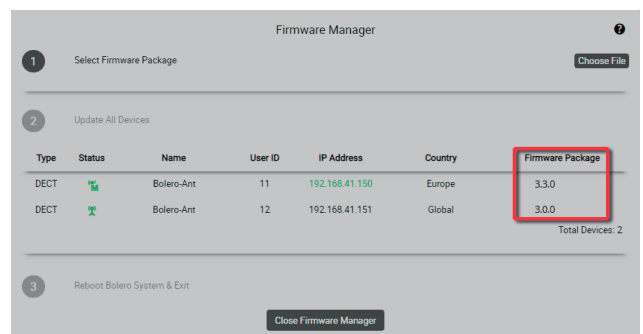 Firmware Manager
?
1 Select Firmware Package Choose File
2 Update All Devices
Type Status Name User ID IP Address Country Firmware Package
DECT M Bolero-Ant 11 192.168.41.150 Europe 3.3.0
DECT Bolero-Ant 12 192.168.41.151 Global 3.0.0
Total Devices: 2
3 Reboot Bolero System & Exit
Close Firmware Manager